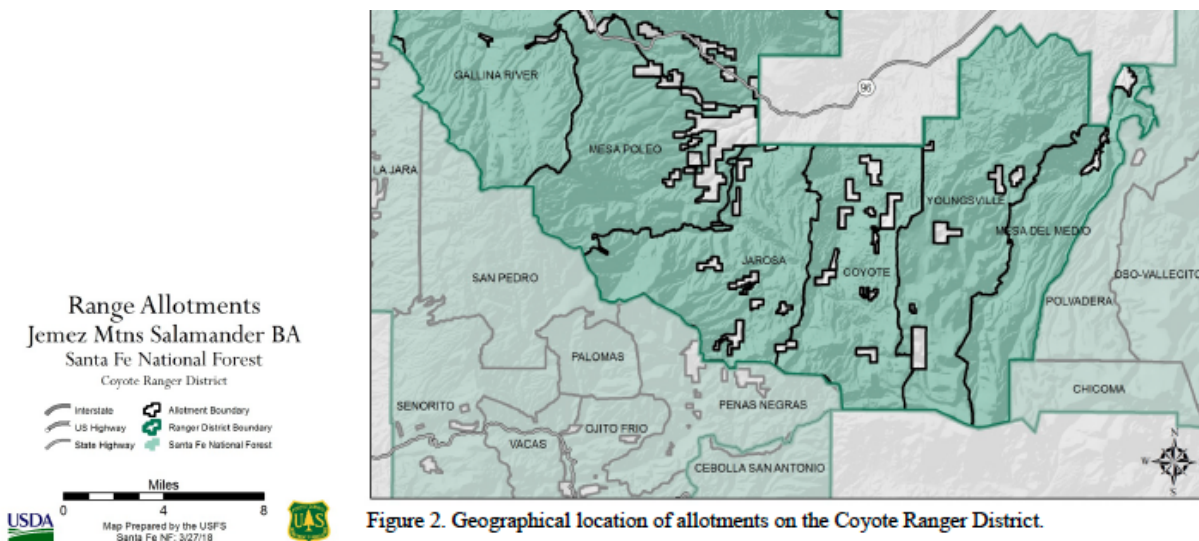 Range Allotments
Jemez Mtns Salamander BA
Santa Fe National Forest
Coyote Ranger District
Interstate
US Highway
State Highway
Allotment Boundary
Ranger District Boundary
Santa Fe National Forest
Miles
0 4 8
USDA
Map Prepared by the USFS
Santa Fe NF: 3/27/18
U S
GALLINA RIVER
96
MESA POLEO
LA JARA
YOUNGSVILLE
MESA DEL MEDIO
JAROSA
COYOTE
SAN PEDRO
OSO-VALLECITO
POLVADERA
PALOMAS
CHICOMA
SENORITO
PENAS NEGRAS
OJITO FRIO
VACAS
CEBOLLA SAN ANTONIO
N
W E
S
Figure 2. Geographical location of allotments on the Coyote Ranger District.